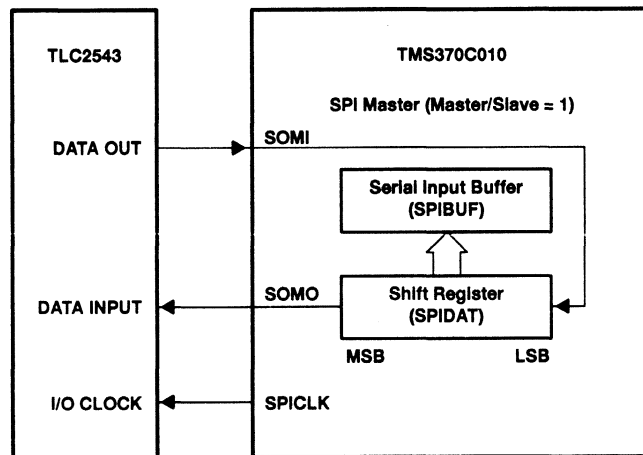 TLC2543
TMS370C010
SPI Master (Master/Slave = 1)
DATA OUT
SOMI
Serial Input Buffer
(SPIBUF)
DATA INPUT
SOMO
Shift Register
(SPIDAT)
MSB
LSB
I/O CLOCK
SPICLK